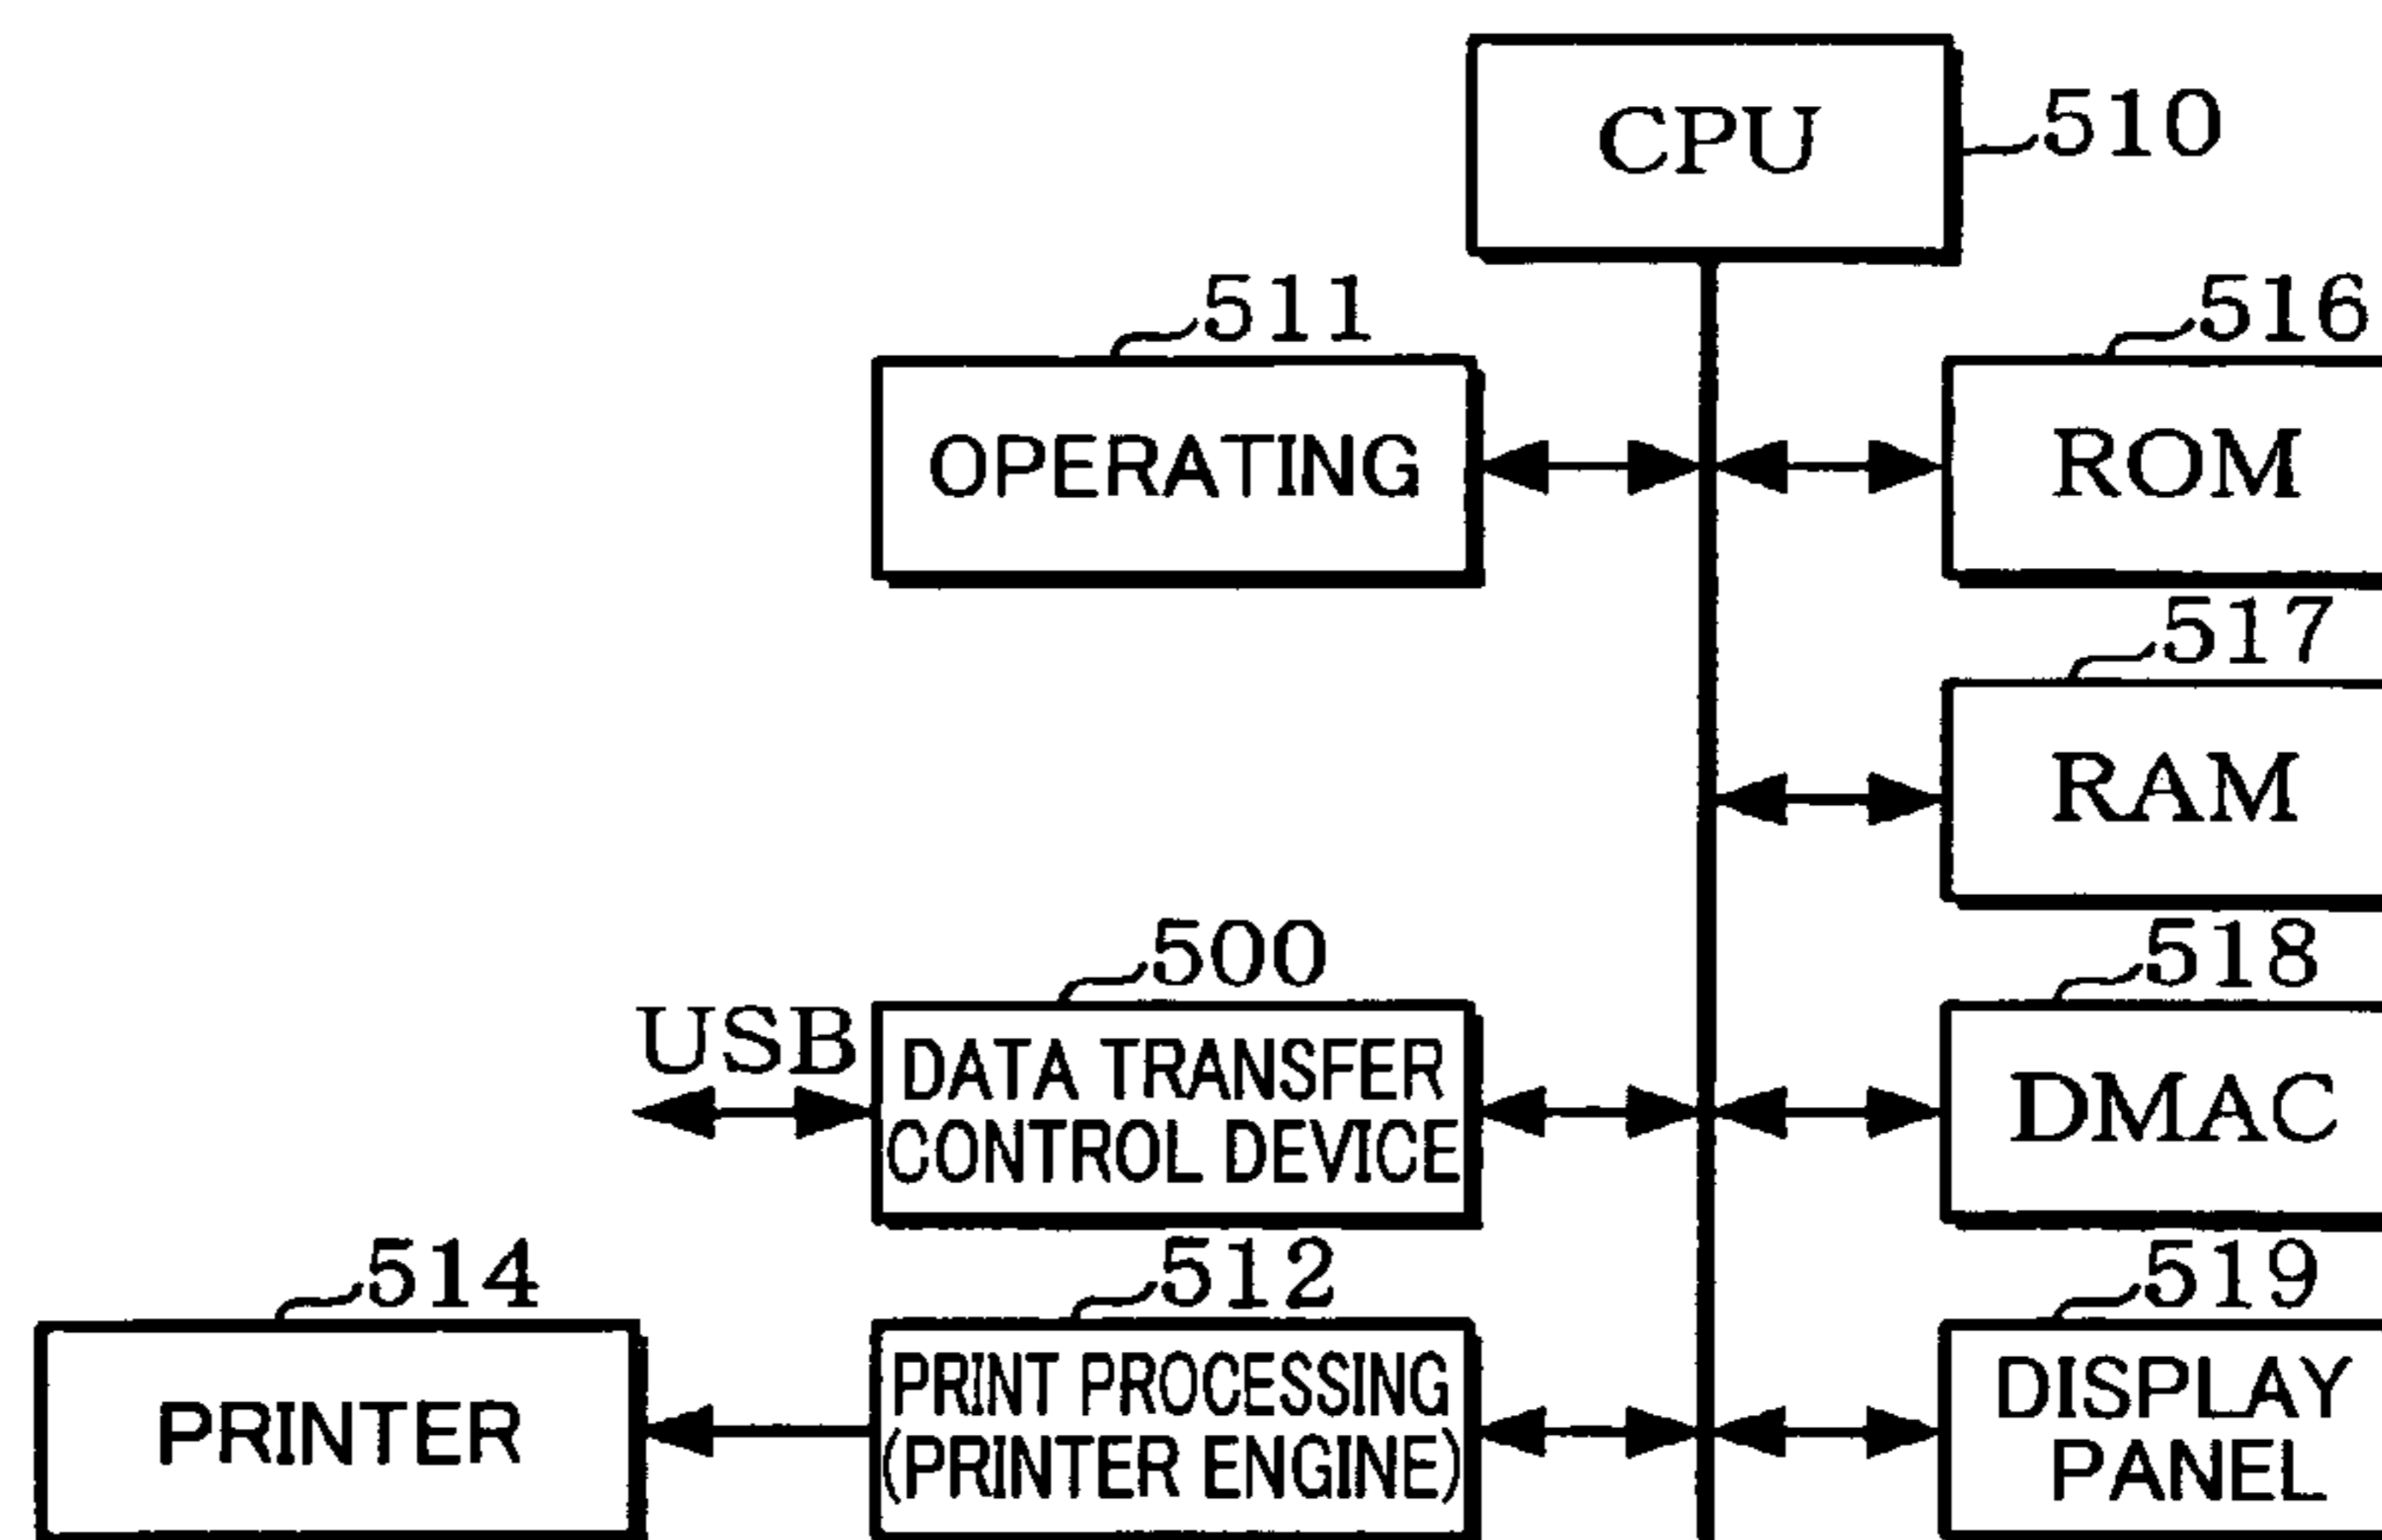 CPU
510
511
516
OPERATING
ROM
517
RAM
500
518
USB
DATA TRANSFER
CONTROL DEVICE
DMAC
514
512
519
PRINTER
PRINT PROCESSING
(PRINTER ENGINE)
DISPLAY
PANEL